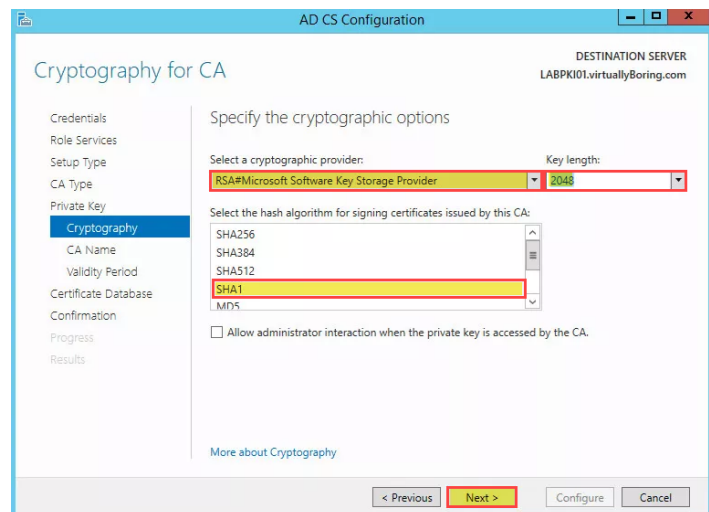 AD CS Configuration
Cryptography for CA
DESTINATION SERVER
LABPKI01.virtuallyBoring.com
Credentials
Role Services
Setup Type
CA Type
Private Key
Cryptography
CA Name
Validity Period
Certificate Database
Confirmation
Progress
Results
Specify the cryptographic options
Select a cryptographic provider:
Key length:
RSA#Microsoft Software Key Storage Provider
2048
Select the hash algorithm for signing certificates issued by this CA:
SHA256
SHA384
SHA512
SHA1
MD5
Allow administrator interaction when the private key is accessed by the CA.
More about Cryptography
< Previous
Next >
Configure
Cancel